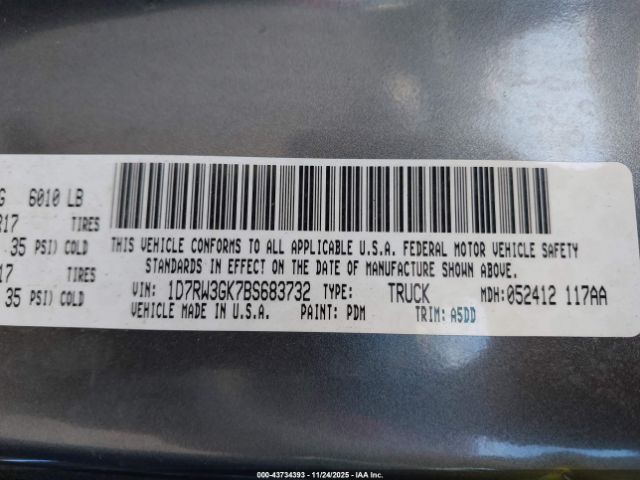 G 6010 LB
R17 TIRES
35 PSI) COLD
17 TIRES
35 PSI) COLD
THIS VEHICLE CONFORMS TO ALL APPLICABLE U.S.A. FEDERAL MOTOR VEHICLE SAFETY
STANDARDS IN EFFECT ON THE DATE OF MANUFACTURE SHOWN ABOVE.
VIN: 1D7RW3GK7BS683732 TYPE: TRUCK MDH: 052412 117AA
VEHICLE MADE IN U.S.A. PAINT: PDM TRIM: A5DD
000-43734393 - 11/24/2025 - IAA Inc.